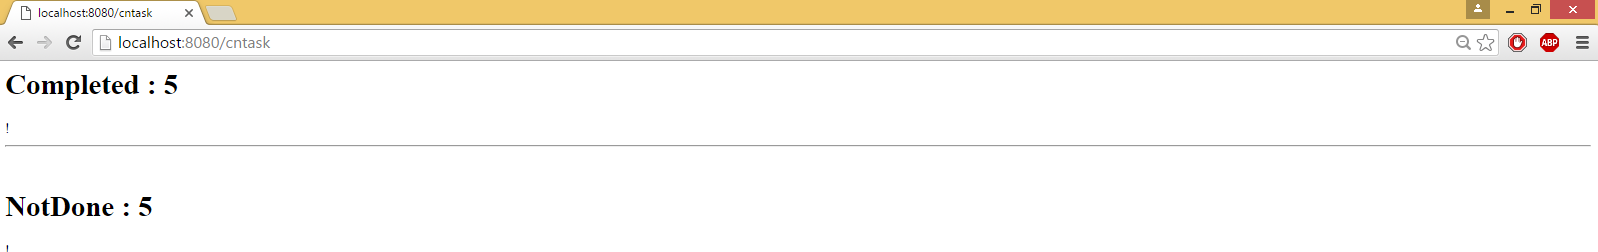 localhost:8080/cntask
localhost:8080/cntask
ABP
Completed : 5
!
NotDone : 5
!